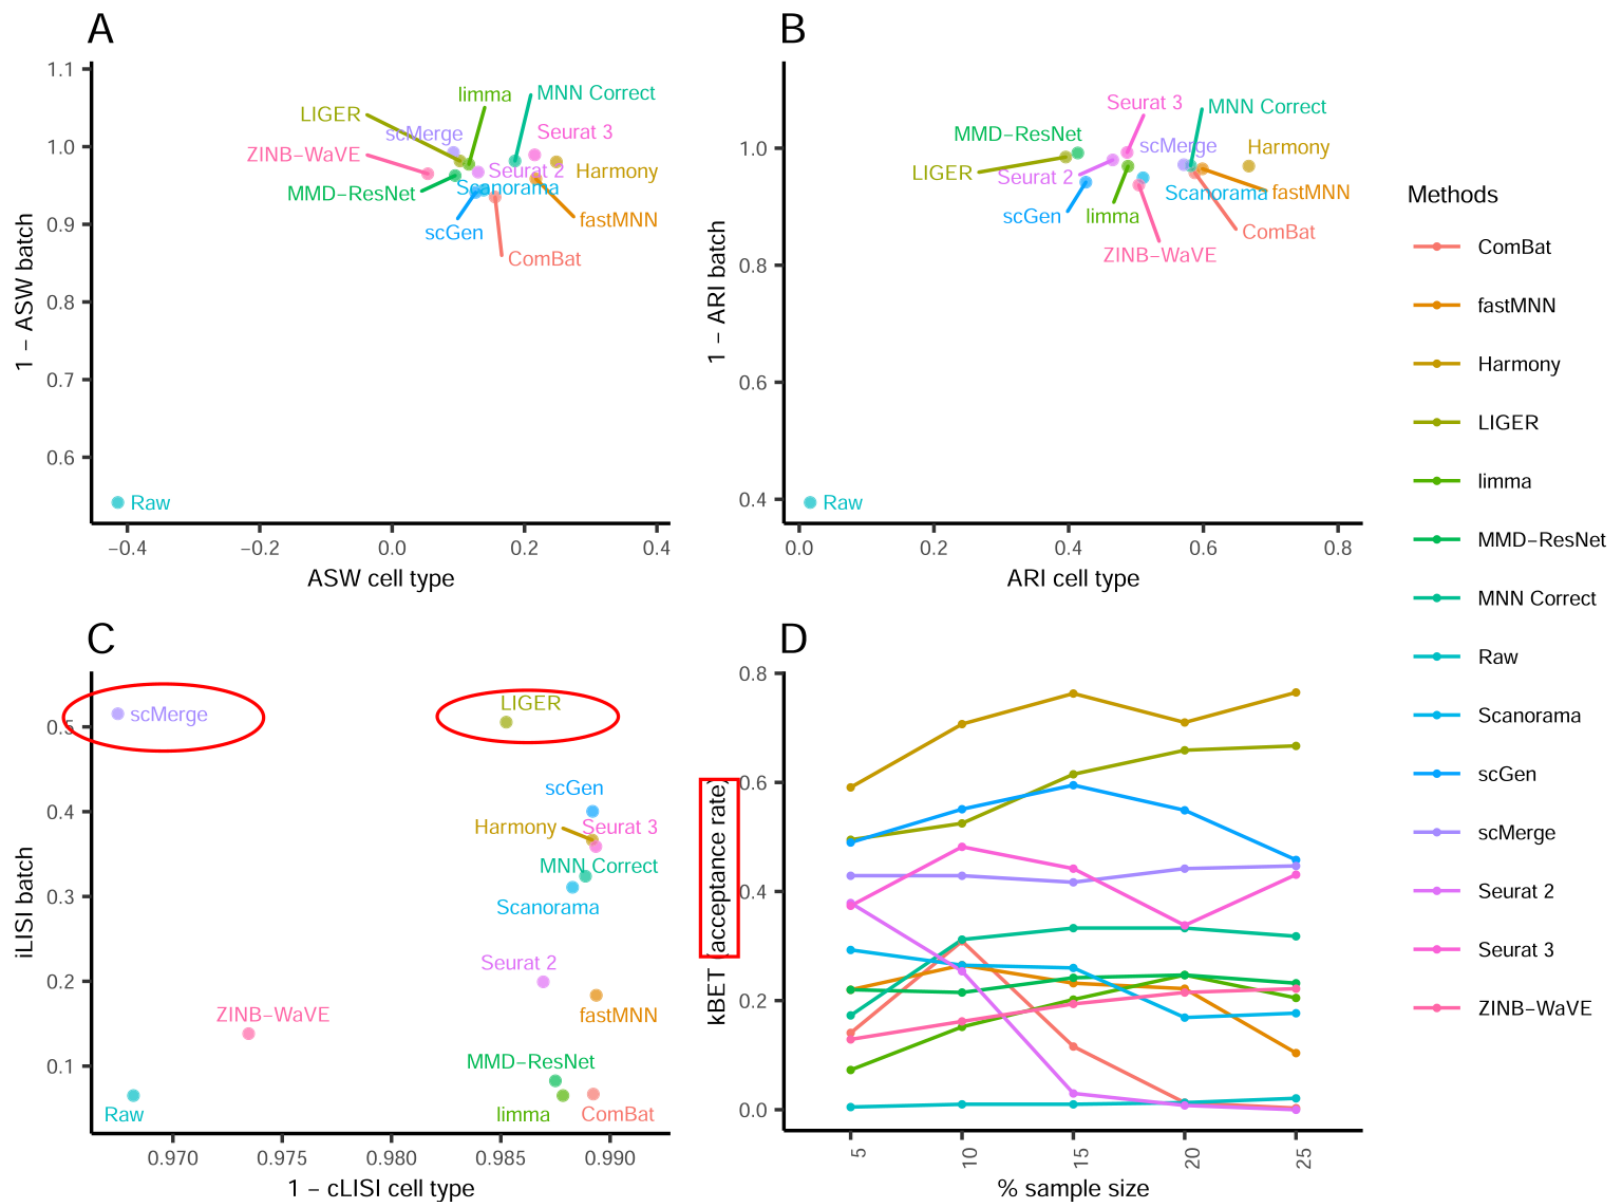 A
1.1
1.0
0.9
0.8
0.7
0.6
1 − ASW batch
limma
MNN Correct
LIGER
scMerge
Seurat 3
ZINB−WaVE
Seurat 2
Harmony
MMD−ResNet
Scanorama
fastMNN
scGen
ComBat
Raw
−0.4
−0.2
0.0
0.2
0.4
ASW cell type
B
1.0
0.8
0.6
0.4
1 − ARI batch
Seurat 3
MNN Correct
MMD−ResNet
scMerge
Harmony
LIGER
Seurat 2
Scanorama
fastMNN
scGen
limma
ComBat
ZINB−WaVE
Raw
0.0
0.2
0.4
0.6
0.8
ARI cell type
C
0.5
0.4
0.3
0.2
0.1
iLISI batch
scMerge
LIGER
scGen
Harmony
Seurat 3
MNN Correct
Scanorama
Seurat 2
fastMNN
ZINB−WaVE
MMD−ResNet
Raw
limma
ComBat
0.970
0.975
0.980
0.985
0.990
1 − cLISI cell type
D
0.8
0.6
0.4
0.2
0.0
kBET (acceptance rate)
5
10
15
20
25
% sample size
Methods
ComBat
fastMNN
Harmony
LIGER
limma
MMD−ResNet
MNN Correct
Raw
Scanorama
scGen
scMerge
Seurat 2
Seurat 3
ZINB−WaVE